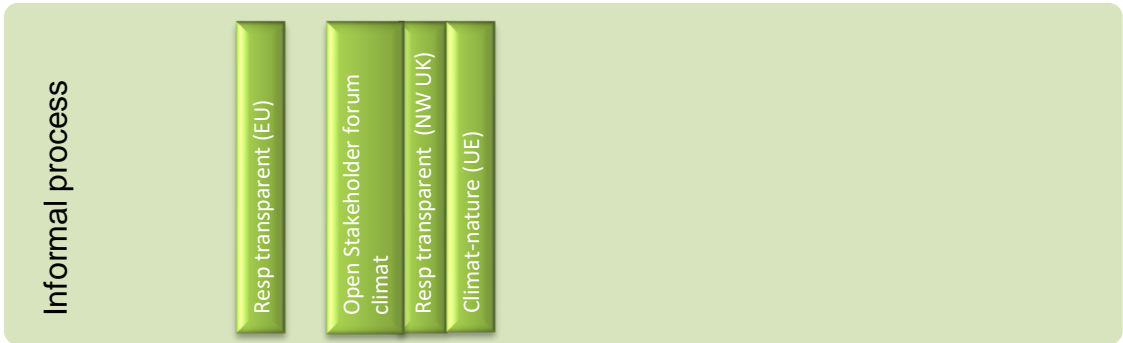 Informal process
Resp transparent (EU)
Open Stakeholder forum
climat
Resp transparent (NW UK)
Climat-nature (UE)